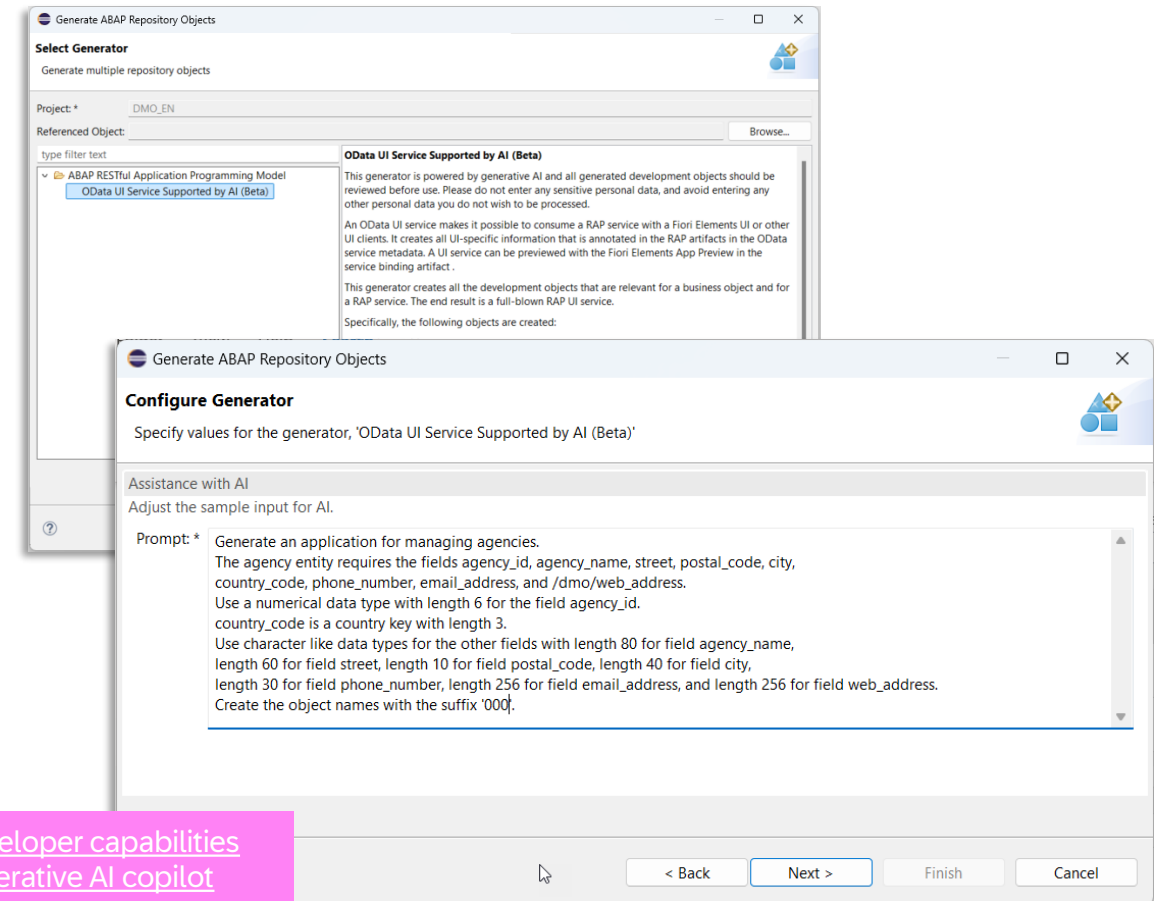 Generate ABAP Repository Objects
Select Generator
Generate multiple repository objects
Project: * DMO_EN
Referenced Object: Browse...
type filter text
ABAP RESTful Application Programming Model
OData UI Service Supported by AI (Beta)
OData UI Service Supported by AI (Beta)
This generator is powered by generative AI and all generated development objects should be
reviewed before use. Please do not enter any sensitive personal data, and avoid entering any
other personal data you do not wish to be processed.
An OData UI service makes it possible to consume a RAP service with a Fiori Elements UI or other
UI clients. It creates all UI-specific information that is annotated in the RAP artifacts in the OData
service metadata. A UI service can be previewed with the Fiori Elements App Preview in the
service binding artifact .
This generator creates all the development objects that are relevant for a business object and for
a RAP service. The end result is a full-blown RAP UI service.
Specifically, the following objects are created:
Generate ABAP Repository Objects
Configure Generator
Specify values for the generator, 'OData UI Service Supported by AI (Beta)'
Assistance with AI
Adjust the sample input for AI.
Prompt: *
Generate an application for managing agencies.
The agency entity requires the fields agency_id, agency_name, street, postal_code, city,
country_code, phone_number, email_address, and /dmo/web_address.
Use a numerical data type with length 6 for the field agency_id.
country_code is a country key with length 3.
Use character like data types for the other fields with length 80 for field agency_name,
length 60 for field street, length 10 for field postal_code, length 40 for field city,
length 30 for field phone_number, length 256 for field email_address, and length 256 for field web_address.
Create the object names with the suffix '000'.
eloper capabilities
erative AI copilot
< Back
Next >
Finish
Cancel